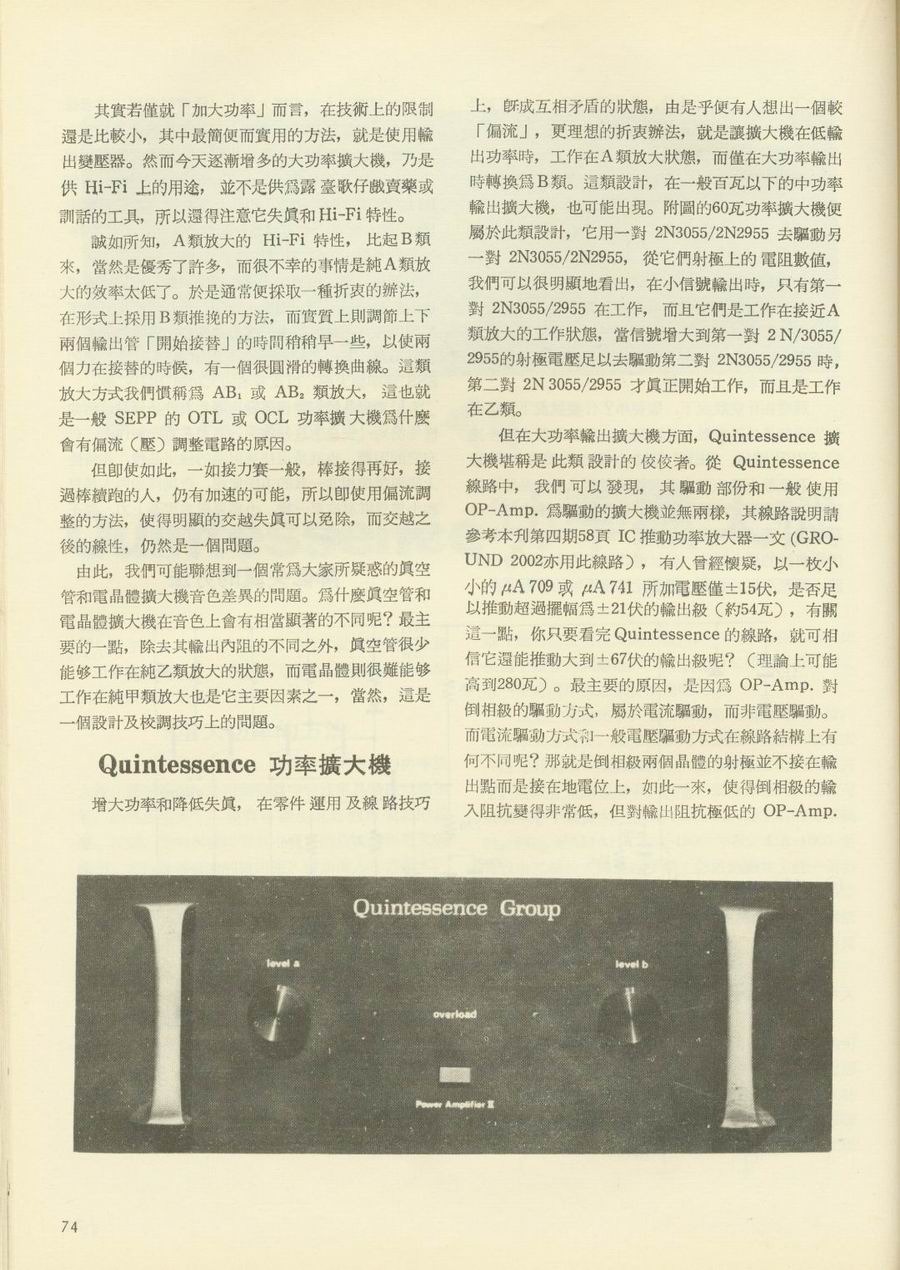 其實若僅就「加大功率」而言，在技術上的限制
還是比較小，其中最簡便而實用的方法，就是使用輸
出變壓器。然而今天逐漸增多的大功率擴大機，乃是
供 Hi-Fi 上的用途， 並不是供爲露臺歌仔戲賣藥或
訓話的工具，所以還得注意它失眞和Hi-Fi特性。
誠如所知，A類放大的 Hi-Fi 特性， 比起B類
來，當然是優秀了許多，而很不幸的事情是純A類放
大的效率太低了。於是通常便採取一種折衷的辦法，
在形式上採用B類推挽的方法，而實質上則調節上下
兩個輸出管「開始接替」的時間稍稍早一些，以使兩
個力在接替的時候，有一個很圓滑的轉換曲線。這類
放大方式我們慣稱爲 AB₁ 或 AB₂ 類放大， 這也就
是一般 SEPP 的 OTL 或 OCL 功率擴大機爲什麼
會有偏流（壓）調整電路的原因。
但卽使如此，一如接力賽一般，棒接得再好，接
過棒續跑的人，仍有加速的可能，所以卽使用偏流調
整的方法，使得明顯的交越失眞可以免除，而交越之
後的線性，仍然是一個問題。
由此，我們可能聯想到一個常爲大家所疑惑的眞空
管和電晶體擴大機音色差異的問題。爲什麼眞空管和
電晶體擴大機在音色上會有相當顯著的不同呢？最主
要的一點，除去其輸出內阻的不同之外，眞空管很少
能够工作在純乙類放大的狀態，而電晶體則很難能够
工作在純甲類放大也是它主要因素之一，當然，這是
一個設計及校調技巧上的問題。
Quintessence 功率擴大機
增大功率和降低失眞， 在零件 運用 及線 路技巧
上，旣成互相矛盾的狀態，由是乎便有人想出一個較
「偏流」，更理想的折衷辦法，就是讓擴大機在低輸
出功率時，工作在A類放大狀態，而僅在大功率輸出
時轉換爲B類。這類設計，在一般百瓦以下的中功率
輸出擴大機，也可能出現。附圖的60瓦功率擴大機便
屬於此類設計，它用一對 2N3055/2N2955 去驅動另
一對 2N3055/2N2955， 從它們射極上的 電阻數値，
我們可以很明顯地看出，在小信號輸出時，只有第一
對 2N3055/2955 在工作， 而且它們是工作在接近A
類放大的工作狀態，當信號增大到第一對 2 N/3055/
2955的射極電壓足以去驅動第二對 2N3055/2955 時，
第二對 2N 3055/2955 才眞正開始工作，而且是工作
在乙類。
但在大功率輸出擴大機方面，Quintessence 擴
大機堪稱是 此類 設計的 佼佼者。從 Quintessence
線路中， 我們 可以 發現， 其 驅動 部份和 一般 使用
OP-Amp. 爲驅動的擴大機並無兩樣，其線路說明請
參考本刋第四期58頁 IC 推動功率放大器一文 (GRO-
UND 2002亦用此線路），有人曾經懷疑，以一枚小
小的 μA 709 或 μA 741 所加電壓僅±15伏，是否足
以推動超過擺幅爲±21伏的輸出級（約54瓦），有關
這一點，你只要看完 Quintessence 的線路，就可相
信它還能推動大到±67伏的輸出級呢？（理論上可能
高到280瓦）。最主要的原因，是因爲 OP-Amp. 對
倒相級的驅動方式，屬於電流驅動，而非電壓驅動。
而電流驅動方式和一般電壓驅動方式在線路結構上有
何不同呢？那就是倒相級兩個晶體的射極並不接在輸
出點而是接在地電位上，如此一來，使得倒相級的輸
入阻抗變得非常低，但對輸出阻抗極低的 OP-Amp.
Quintessence Group
level a
level b
overload
Power Amplifier II
74